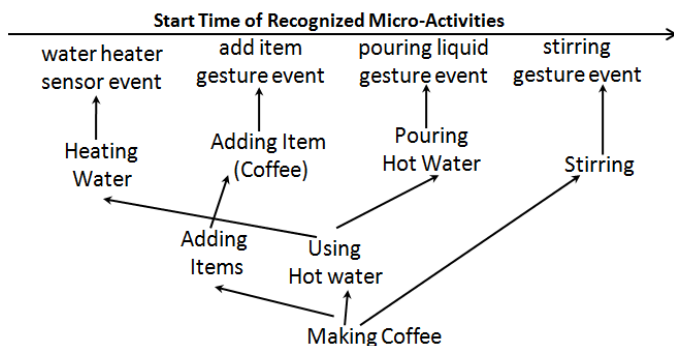 Start Time of Recognized Micro-Activities
water heater
sensor event
add item
gesture event
pouring liquid
gesture event
stirring
gesture event
Heating
Water
Adding Item
(Coffee)
Pouring
Hot Water
Stirring
Adding
Items
Using
Hot water
Making Coffee